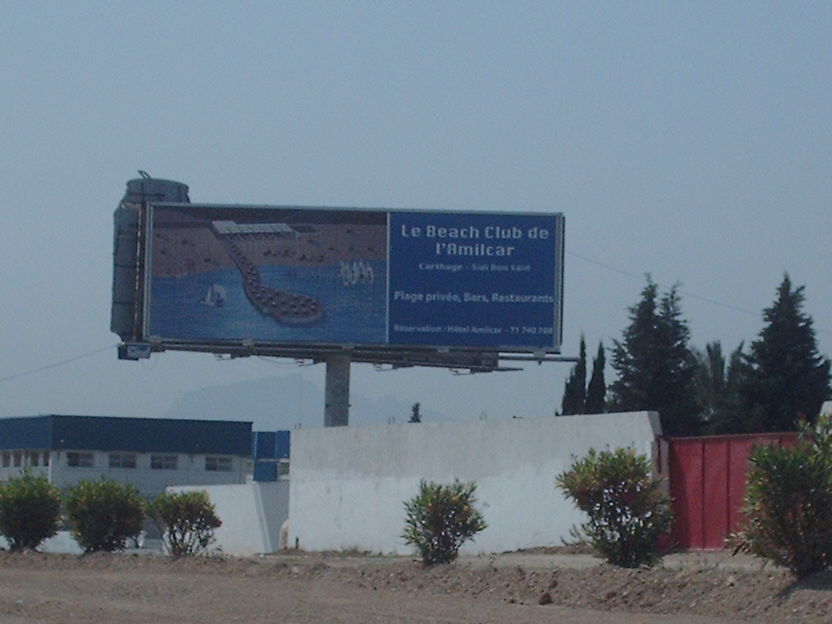 Le Beach Club de
l'Amilcar
Carthage - Sidi Bou Saïd
Plage privée, Bars, Restaurants
Réservation : Hôtel Amilcar - 71 740 788